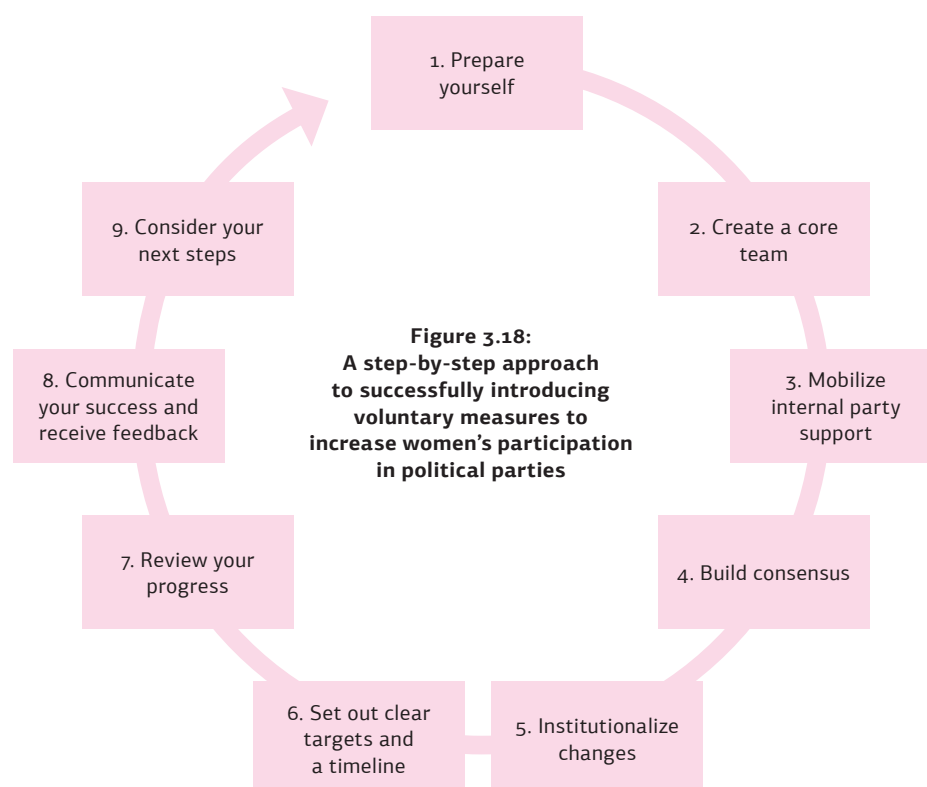 1. Prepare
yourself
2. Create a core
team
3. Mobilize
internal party
support
4. Build consensus
5. Institutionalize
changes
6. Set out clear
targets and
a timeline
7. Review your
progress
8. Communicate
your success and
receive feedback
9. Consider your
next steps
Figure 3.18:
A step-by-step approach
to successfully introducing
voluntary measures to
increase women’s participation
in political parties